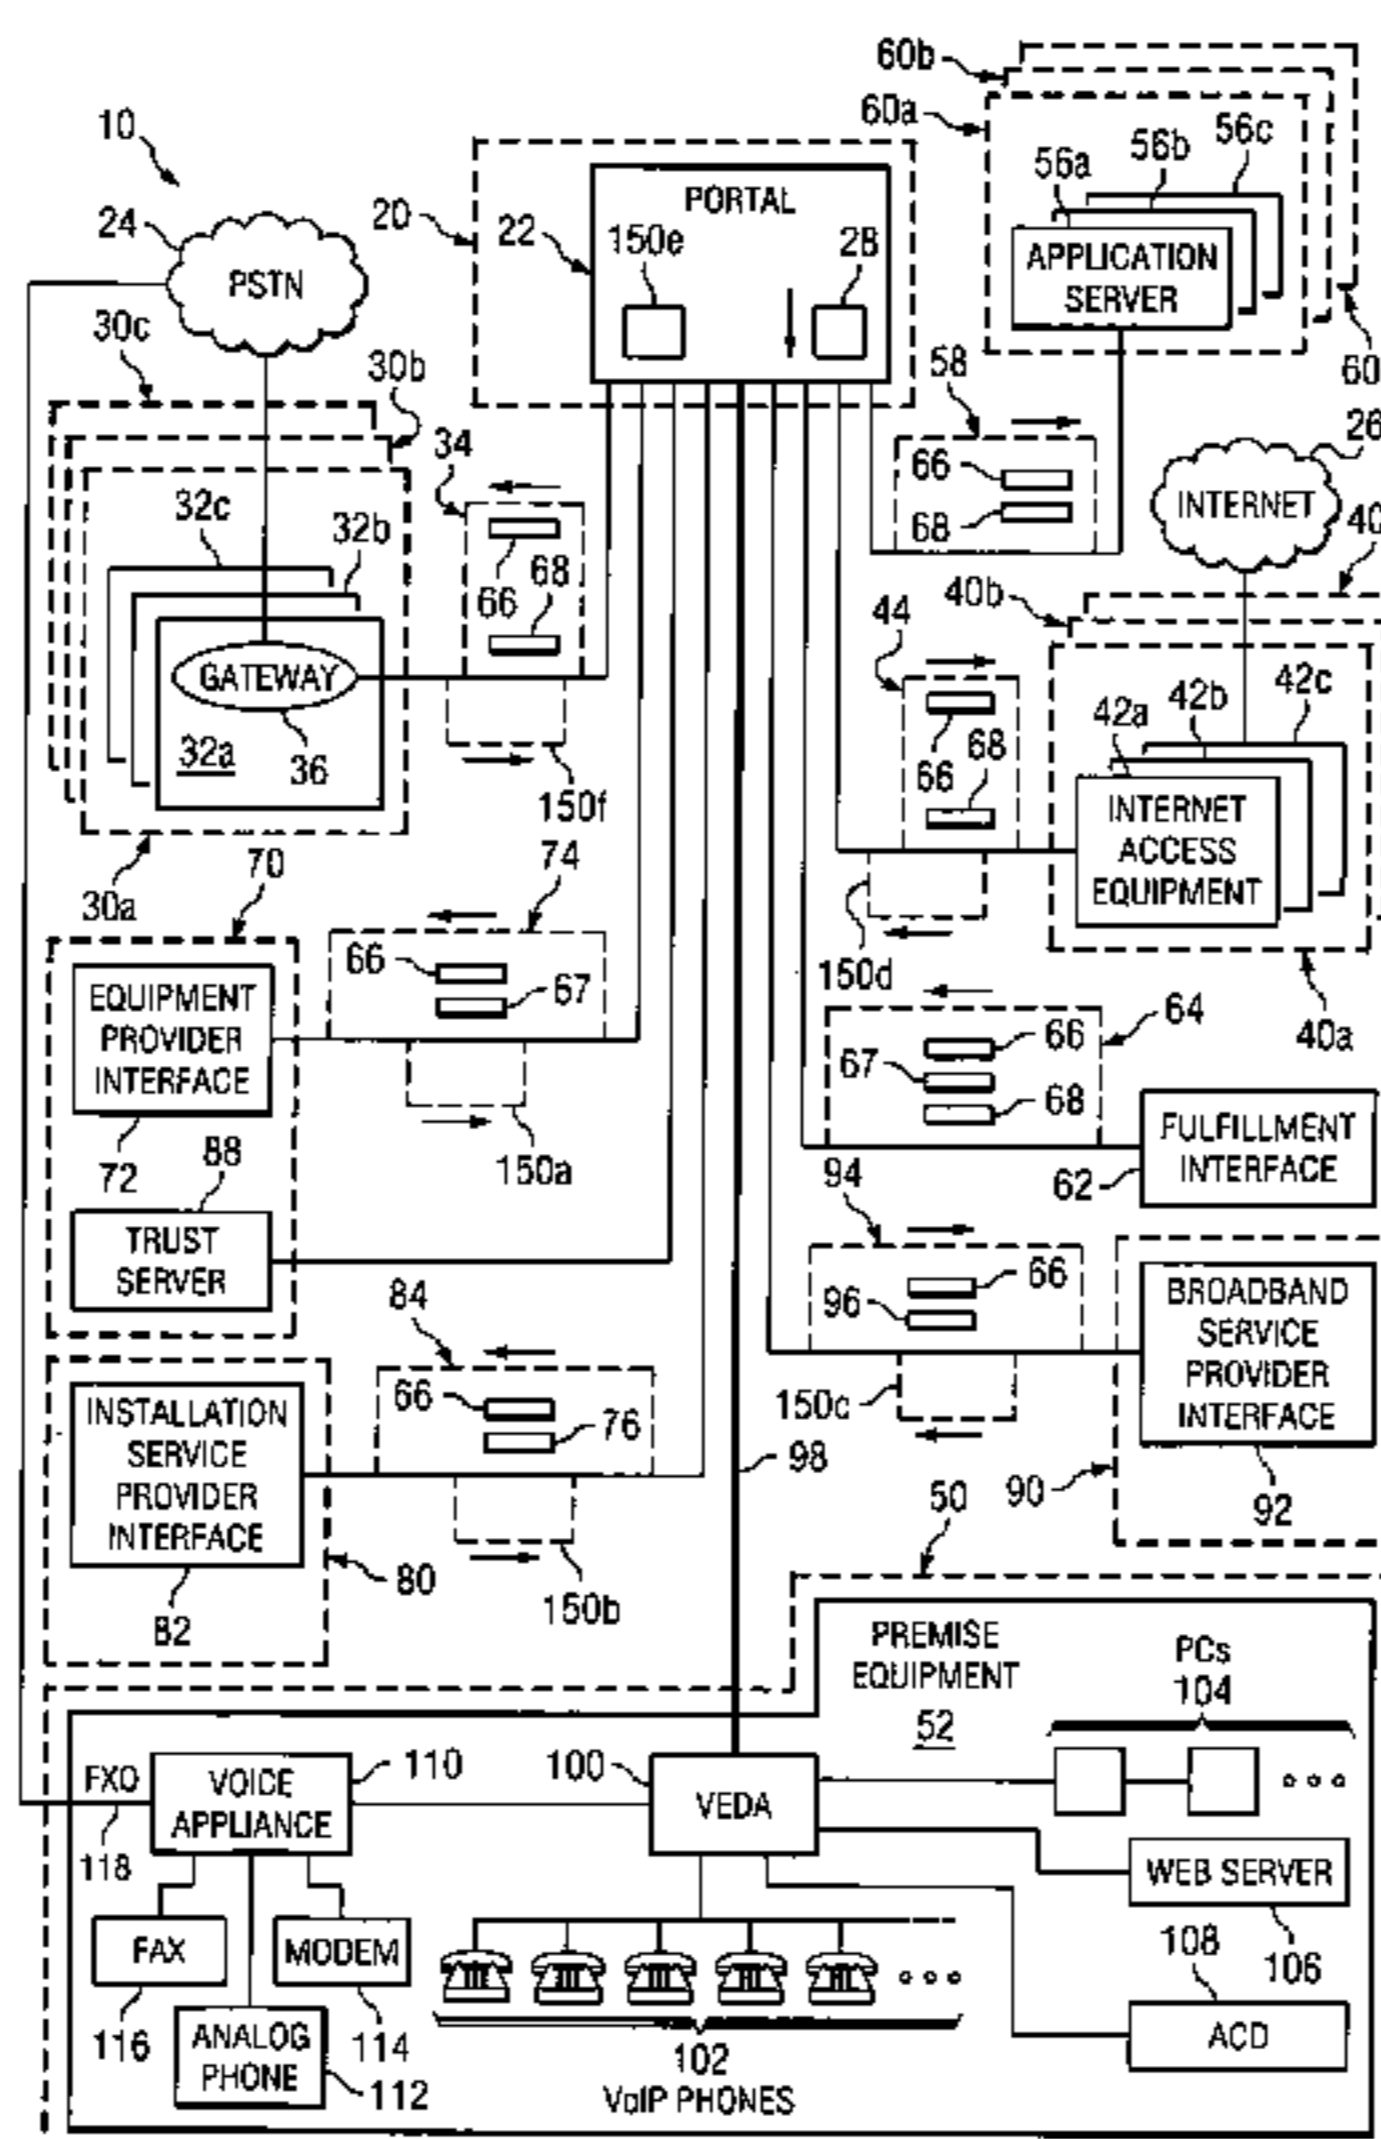 60b
60a
10
56c
56b
56a
24
20
22
PORTAL
150e
28
APPLICATION
SERVER
PSTN
30c
30b
58
60
34
66
68
26
INTERNET
32c
32b
68
66
40
40b
44
GATEWAY
32a
36
42c
42b
42a
68
66
150f
INTERNET
ACCESS
EQUIPMENT
70
74
30a
66
67
150d
64
40a
EQUIPMENT
PROVIDER
INTERFACE
66
67
68
72
88
150a
FULFILLMENT
INTERFACE
62
94
TRUST
SERVER
84
66
96
BROADBAND
SERVICE
PROVIDER
INTERFACE
66
76
150c
INSTALLATION
SERVICE
PROVIDER
INTERFACE
98
50
90
92
80
82
150b
PREMISE
EQUIPMENT
52
PCs
104
FXO
VOICE
APPLIANCE
110
100
VEDA
118
WEB SERVER
FAX
MODEM
108
106
116
ANALOG
PHONE
114
112
102
VoIP PHONES
ACD